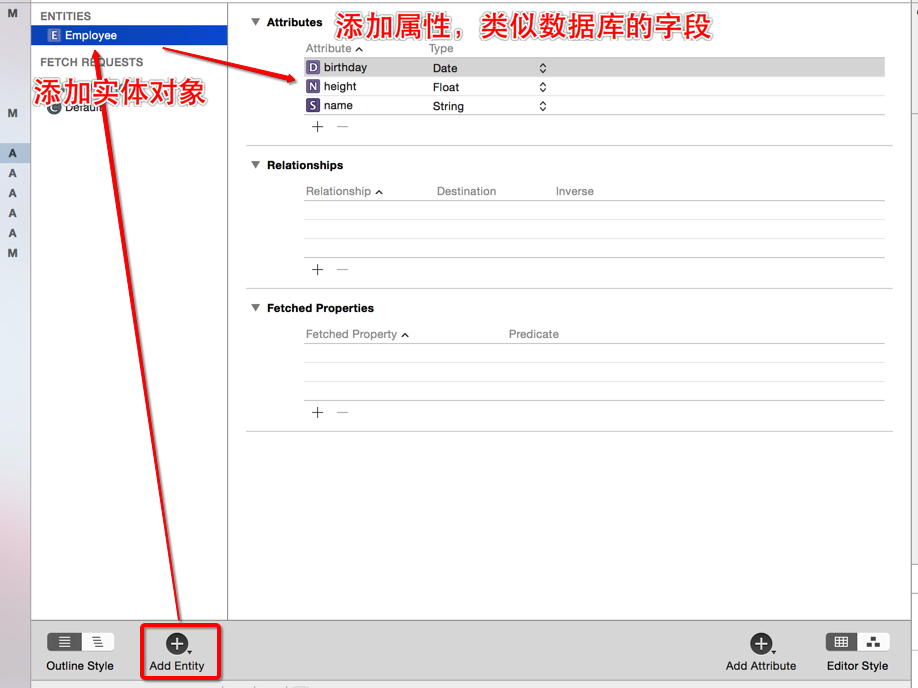 M
M
A
A
A
A
A
M
ENTITIES
E Employee
FETCH REQUESTS
添加实体对象
C Default
添加属性，类似数据库的字段
Attributes
Attribute Type
D birthday Date
N height Float
S name String
Relationships
Relationship Destination Inverse
Fetched Properties
Fetched Property Predicate
Outline Style
Add Entity
Add Attribute
Editor Style